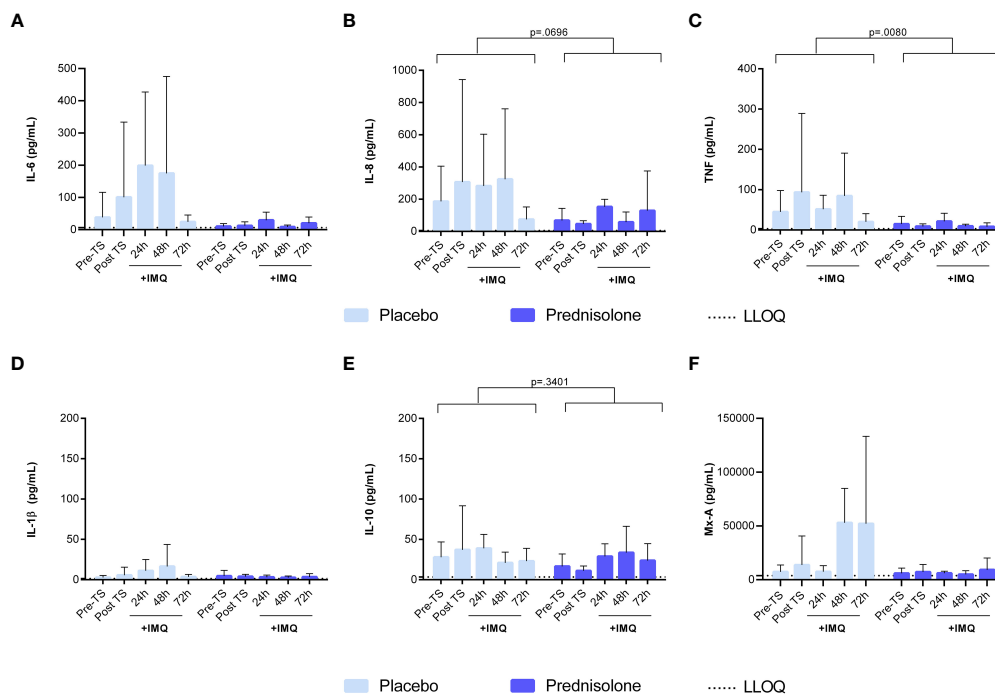 A
B
C
p=.0696
p=.0080
IL-6 (pg/mL)
500
400
300
200
100
0
Pre-TS
Post TS
24h
48h
72h
Pre-TS
Post TS
24h
48h
72h
+IMQ
+IMQ
IL-8 (pg/mL)
1000
800
600
400
200
0
Pre-TS
Post TS
24h
48h
72h
Pre-TS
Post TS
24h
48h
72h
+IMQ
+IMQ
TNF (pg/mL)
400
300
200
100
0
Pre-TS
Post TS
24h
48h
72h
Pre-TS
Post TS
24h
48h
72h
+IMQ
+IMQ
Placebo
Prednisolone
LLOQ
D
E
F
p=.3401
IL-1β (pg/mL)
200
150
100
50
0
Pre-TS
Post TS
24h
48h
72h
Pre-TS
Post TS
24h
48h
72h
+IMQ
+IMQ
IL-10 (pg/mL)
200
150
100
50
0
Pre-TS
Post TS
24h
48h
72h
Pre-TS
Post TS
24h
48h
72h
+IMQ
+IMQ
Mx-A (pg/mL)
150000
100000
50000
0
Pre-TS
Post TS
24h
48h
72h
Pre-TS
Post TS
24h
48h
72h
+IMQ
+IMQ
Placebo
Prednisolone
LLOQ